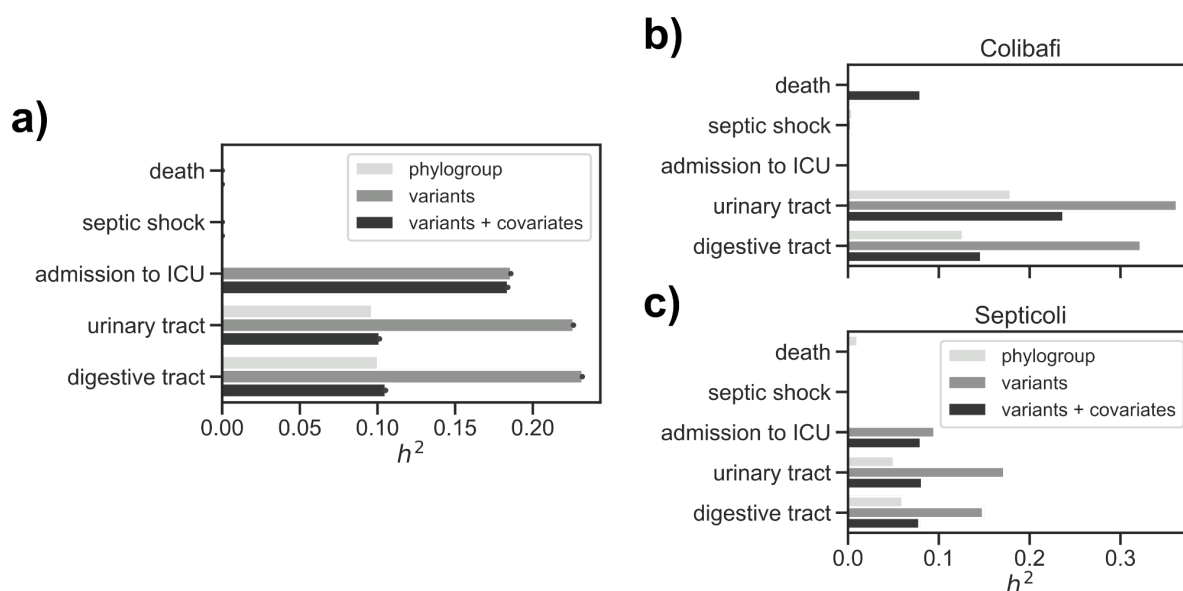 a)
death
septic shock
admission to ICU
urinary tract
digestive tract
phylogroup
variants
variants + covariates
0.00 0.05 0.10 0.15 0.20
h²
b)
Colibafi
death
septic shock
admission to ICU
urinary tract
digestive tract
c)
Septicoli
death
septic shock
admission to ICU
urinary tract
digestive tract
phylogroup
variants
variants + covariates
0.0 0.1 0.2 0.3
h²